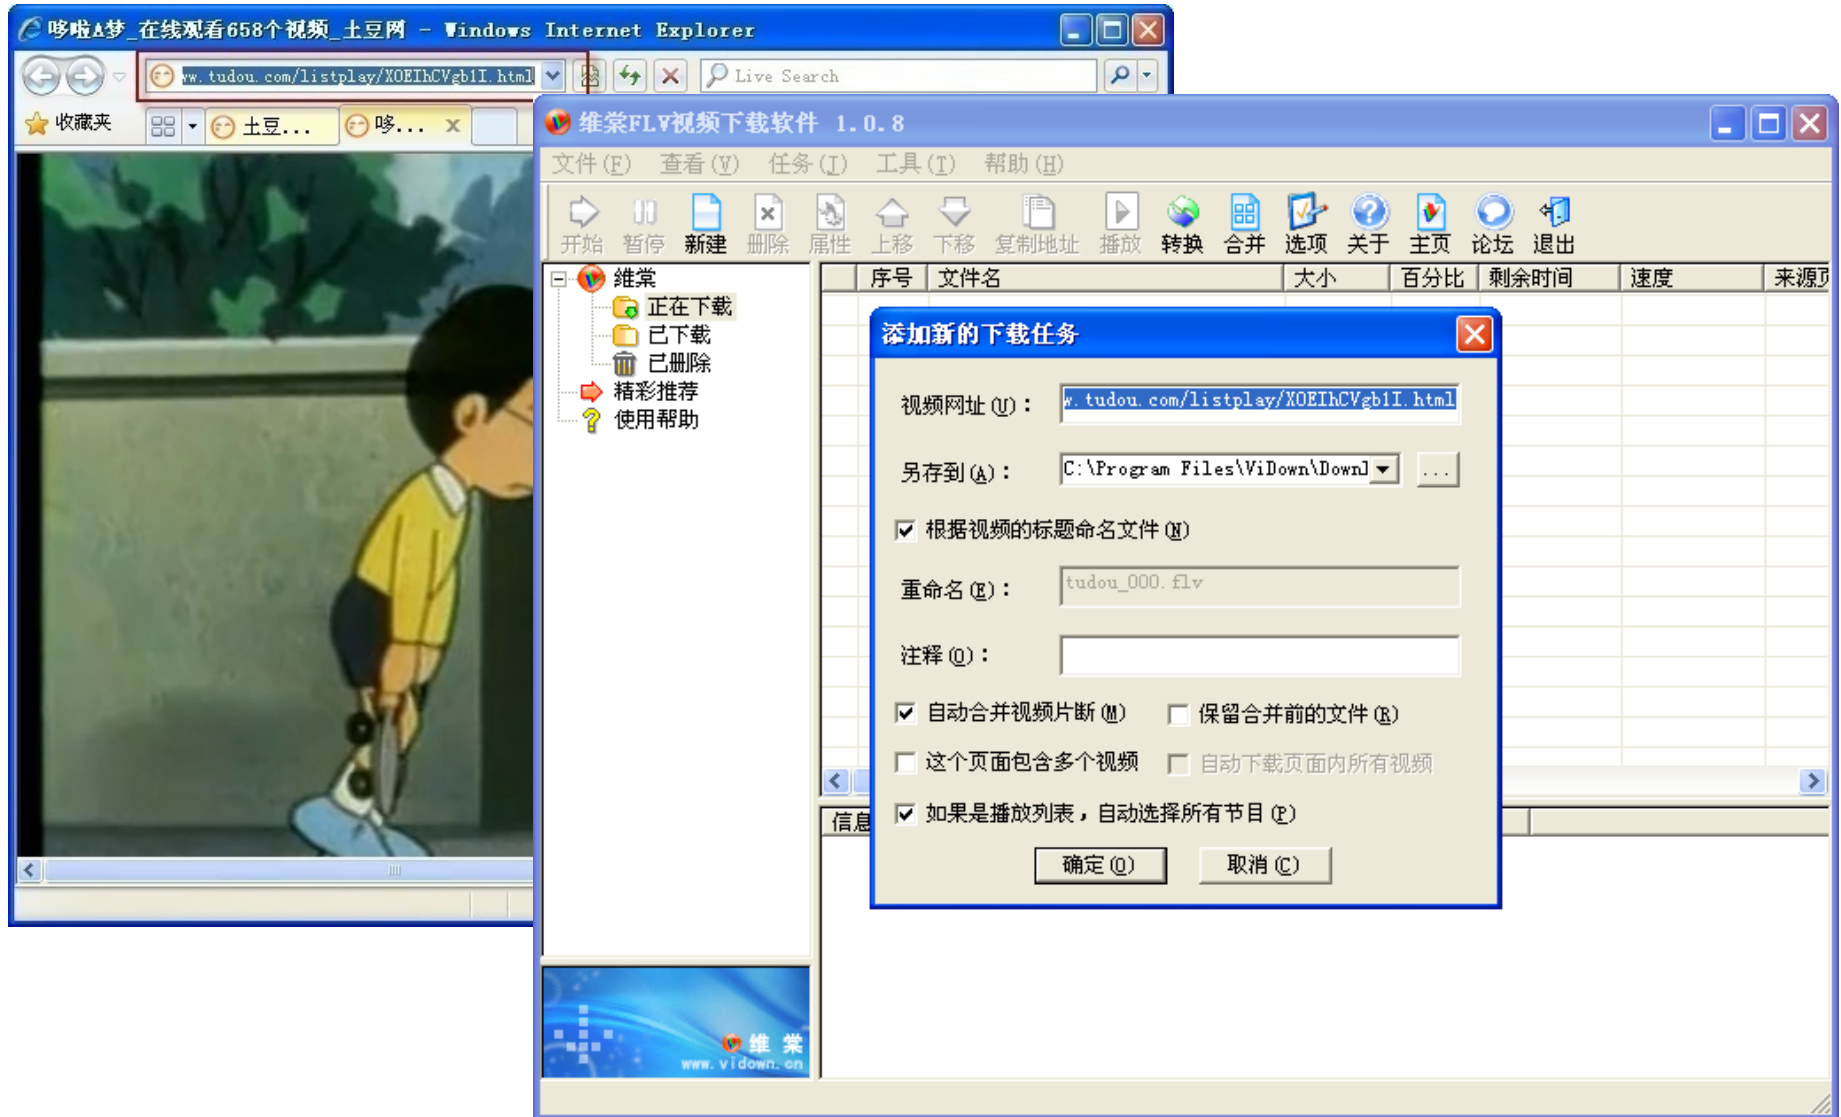 哆啦A梦_在线观看658个视频_土豆网 - Windows Internet Explorer
ww.tudou.com/listplay/XOEIhCVgb1I.html
Live Search
收藏夹
土豆...
哆...
维棠FLV视频下载软件 1.0.8
文件(F) 查看(V) 任务(J) 工具(T) 帮助(H)
开始 暂停 新建 删除 属性 上移 下移 复制地址 播放 转换 合并 选项 关于 主页 论坛 退出
维棠
正在下载
已下载
已删除
精彩推荐
使用帮助
序号 文件名 大小 百分比 剩余时间 速度 来源页
添加新的下载任务
视频网址(U)： w.tudou.com/listplay/XOEIhCVgb1I.html
另存到(A)： C:\Program Files\ViDown\Downl ...
根据视频的标题命名文件(N)
重命名(E)： tudou_000.flv
注释(O)：
自动合并视频片断(M) 保留合并前的文件(R)
这个页面包含多个视频 自动下载页面内所有视频
如果是播放列表，自动选择所有节目(P)
确定(O) 取消(C)
信息
维棠
www.vidown.cn